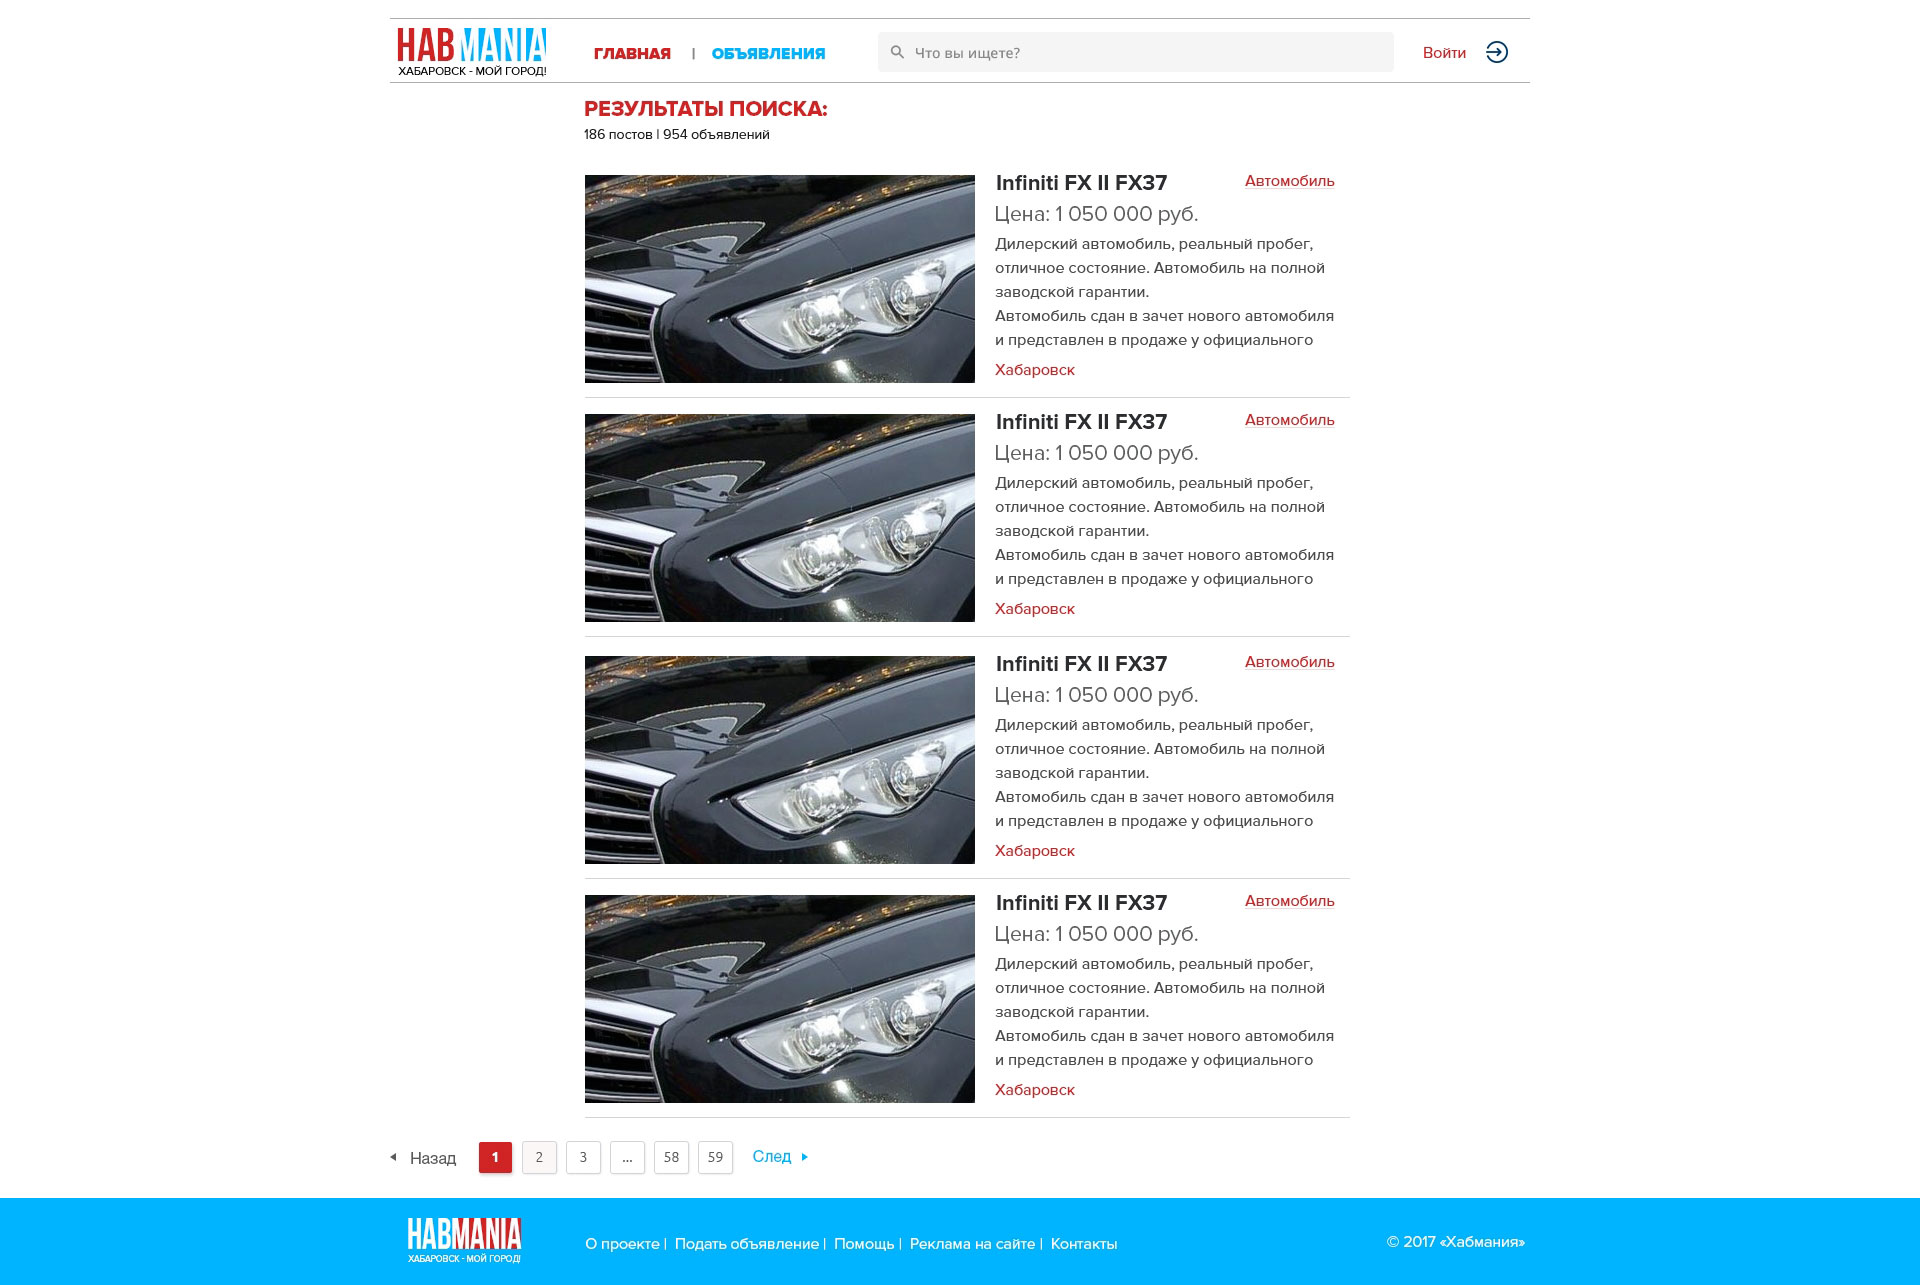 HABMANIA
ХАБАРОВСК - МОЙ ГОРОД!
ГЛАВНАЯ | ОБЪЯВЛЕНИЯ
Что вы ищете?
Войти
РЕЗУЛЬТАТЫ ПОИСКА:
186 постов | 954 объявлений
Infiniti FX II FX37
Автомобиль
Цена: 1 050 000 руб.
Дилерский автомобиль, реальный пробег,
отличное состояние. Автомобиль на полной
заводской гарантии.
Автомобиль сдан в зачет нового автомобиля
и представлен в продаже у официального
Хабаровск
Infiniti FX II FX37
Автомобиль
Цена: 1 050 000 руб.
Дилерский автомобиль, реальный пробег,
отличное состояние. Автомобиль на полной
заводской гарантии.
Автомобиль сдан в зачет нового автомобиля
и представлен в продаже у официального
Хабаровск
Infiniti FX II FX37
Автомобиль
Цена: 1 050 000 руб.
Дилерский автомобиль, реальный пробег,
отличное состояние. Автомобиль на полной
заводской гарантии.
Автомобиль сдан в зачет нового автомобиля
и представлен в продаже у официального
Хабаровск
Infiniti FX II FX37
Автомобиль
Цена: 1 050 000 руб.
Дилерский автомобиль, реальный пробег,
отличное состояние. Автомобиль на полной
заводской гарантии.
Автомобиль сдан в зачет нового автомобиля
и представлен в продаже у официального
Хабаровск
Назад 1 2 3 ... 58 59 След
HABMANIA
ХАБАРОВСК - МОЙ ГОРОД!
О проекте | Подать объявление | Помощь | Реклама на сайте | Контакты
© 2017 «Хабмания»